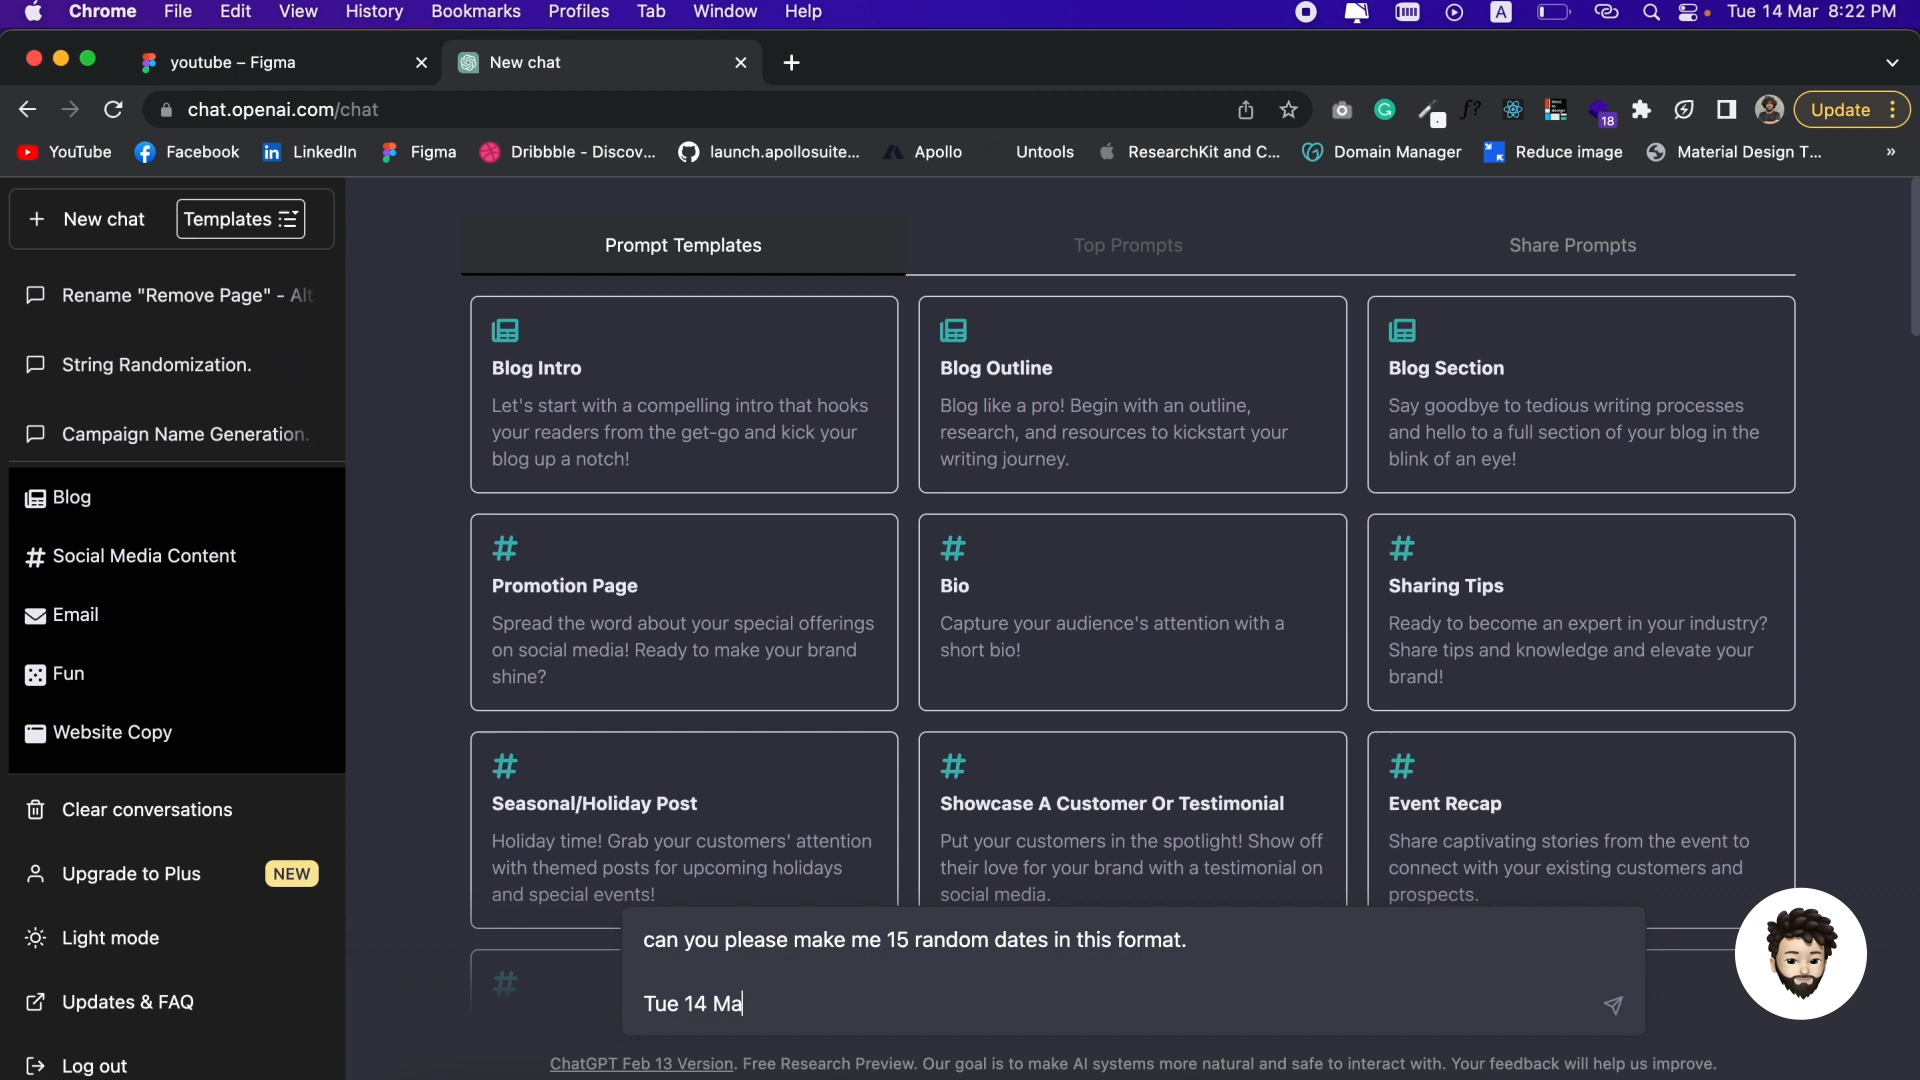 Chrome File Edit View History Bookmarks Profiles Tab Window Help A Tue 14 Mar 8:22 PM
youtube – Figma New chat
chat.openai.com/chat f? 18 Update
YouTube Facebook LinkedIn Figma Dribbble - Discov... launch.apollosuite... Apollo Untools ResearchKit and C... Domain Manager Reduce image Material Design T... »
+ New chat Templates
Rename "Remove Page" - Alt
String Randomization.
Campaign Name Generation.
Blog
Social Media Content
Email
Fun
Website Copy
Clear conversations
Upgrade to Plus NEW
Light mode
Updates & FAQ
Log out
Prompt Templates Top Prompts Share Prompts
Blog Intro
Let's start with a compelling intro that hooks
your readers from the get-go and kick your
blog up a notch!
Blog Outline
Blog like a pro! Begin with an outline,
research, and resources to kickstart your
writing journey.
Blog Section
Say goodbye to tedious writing processes
and hello to a full section of your blog in the
blink of an eye!
#
Promotion Page
Spread the word about your special offerings
on social media! Ready to make your brand
shine?
#
Bio
Capture your audience's attention with a
short bio!
#
Sharing Tips
Ready to become an expert in your industry?
Share tips and knowledge and elevate your
brand!
#
Seasonal/Holiday Post
Holiday time! Grab your customers' attention
with themed posts for upcoming holidays
and special events!
#
Showcase A Customer Or Testimonial
Put your customers in the spotlight! Show off
their love for your brand with a testimonial on
social media.
#
Event Recap
Share captivating stories from the event to
connect with your existing customers and
prospects.
#
can you please make me 15 random dates in this format.
Tue 14 Ma
ChatGPT Feb 13 Version. Free Research Preview. Our goal is to make AI systems more natural and safe to interact with. Your feedback will help us improve.